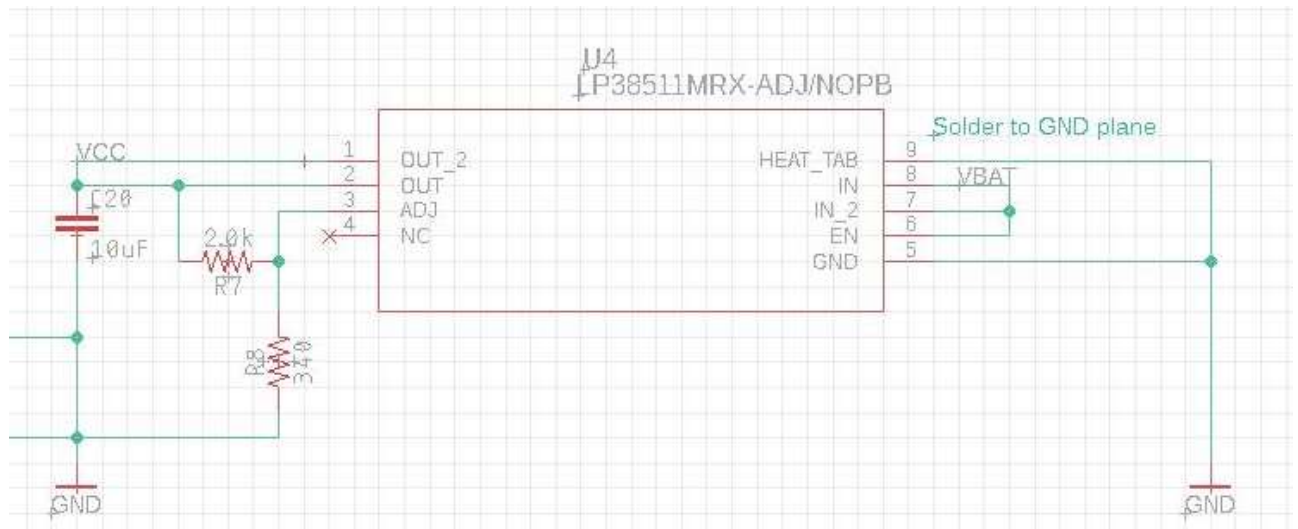 U4
LP38511MRX-ADJ/NOPB
Solder to GND plane
VCC
1
OUT_2
HEAT_TAB
9
2
OUT
IN
8
VBAT
C20
3
ADJ
IN_2
7
4
NC
EN
6
10uF
2.0k
GND
5
R7
R8
340
GND
GND